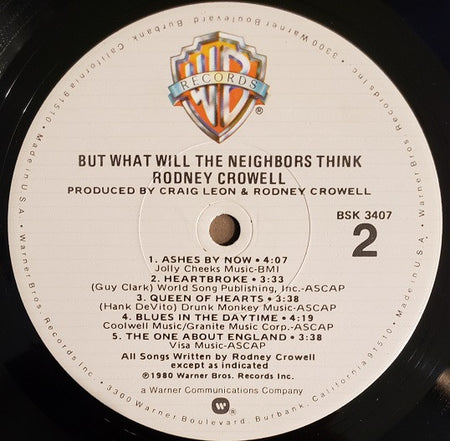 3300 Warner Boulevard, Burbank, California 91510 • Made in U.S.A. • Warner Bros. Records Inc. • 3300 Warner Boulevard, Burbank, California 91510 • Made in U.S.A. • Warner Bros. Records Inc. •
WB
RECORDS
®
BUT WHAT WILL THE NEIGHBORS THINK
RODNEY CROWELL
PRODUCED BY CRAIG LEON & RODNEY CROWELL
BSK 3407
2
1. ASHES BY NOW • 4:07
Jolly Cheeks Music-BMI
2. HEARTBROKE • 3:33
(Guy Clark) World Song Publishing, Inc.-ASCAP
3. QUEEN OF HEARTS • 3:38
(Hank DeVito) Drunk Monkey Music-ASCAP
4. BLUES IN THE DAYTIME • 4:19
Coolwell Music/Granite Music Corp.-ASCAP
5. THE ONE ABOUT ENGLAND • 3:38
Visa Music-ASCAP
All Songs Written by Rodney Crowell
except as indicated
℗1980 Warner Bros. Records Inc.
a Warner Communications Company